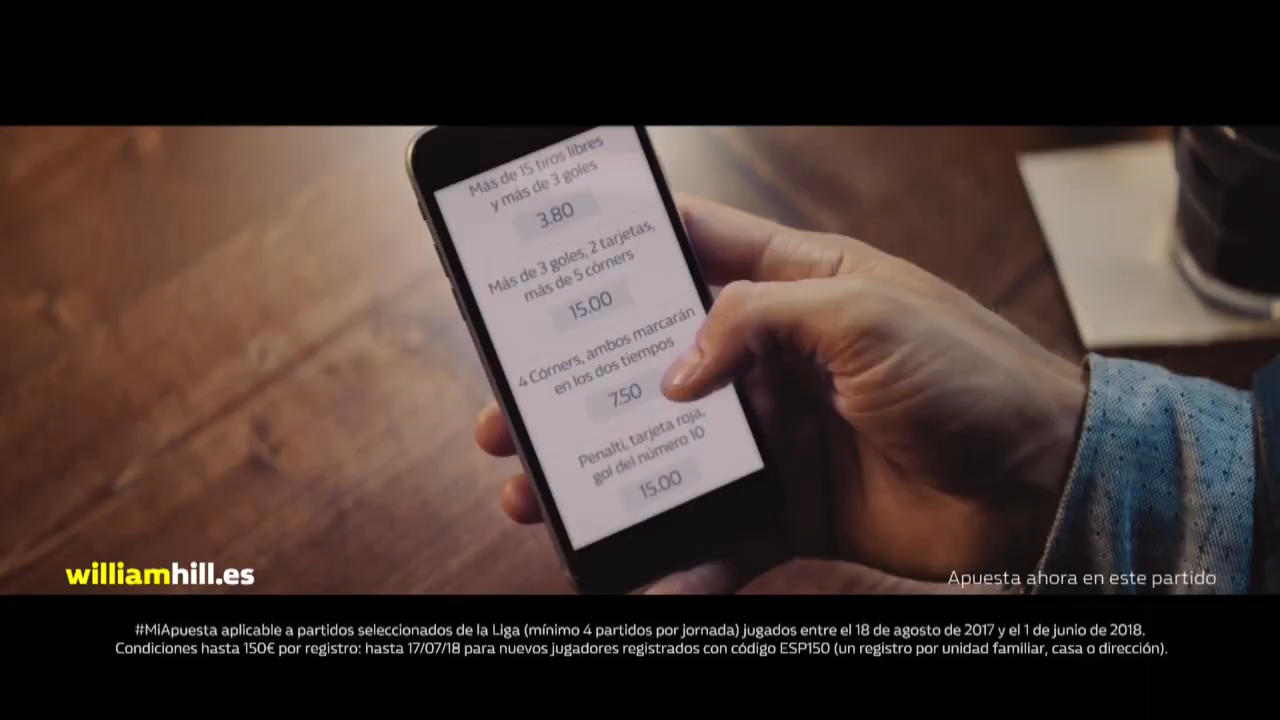 Más de 15 tiros libres
y más de 3 goles
3.80
Más de 3 goles, 2 tarjetas,
más de 5 córners
15.00
4 Córners, ambos marcarán
en los dos tiempos
7.50
Penalti, tarjeta roja,
gol del número 10
15.00
williamhill.es
Apuesta ahora en este partido
#MiApuesta aplicable a partidos seleccionados de la Liga (mínimo 4 partidos por jornada) jugados entre el 18 de agosto de 2017 y el 1 de junio de 2018.
Condiciones hasta 150€ por registro: hasta 17/07/18 para nuevos jugadores registrados con código ESP150 (un registro por unidad familiar, casa o dirección).